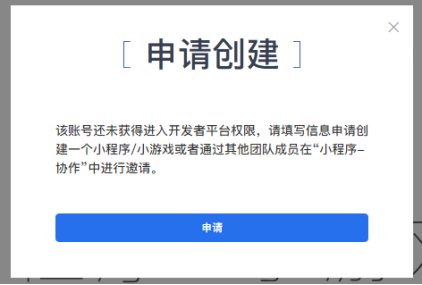 申请创建
该账号还未获得进入开发者平台权限，请填写信息申请创
建一个小程序/小游戏或者通过其他团队成员在“小程序-
协作”中进行邀请。
申请